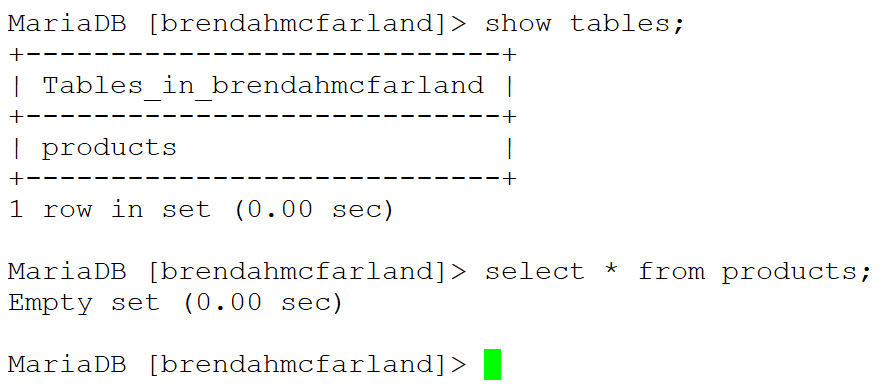 MariaDB [brendahmcfarland]> show tables;
+----------------------------+
| Tables_in_brendahmcfarland |
+----------------------------+
| products                   |
+----------------------------+
1 row in set (0.00 sec)
MariaDB [brendahmcfarland]> select * from products;
Empty set (0.00 sec)
MariaDB [brendahmcfarland]>